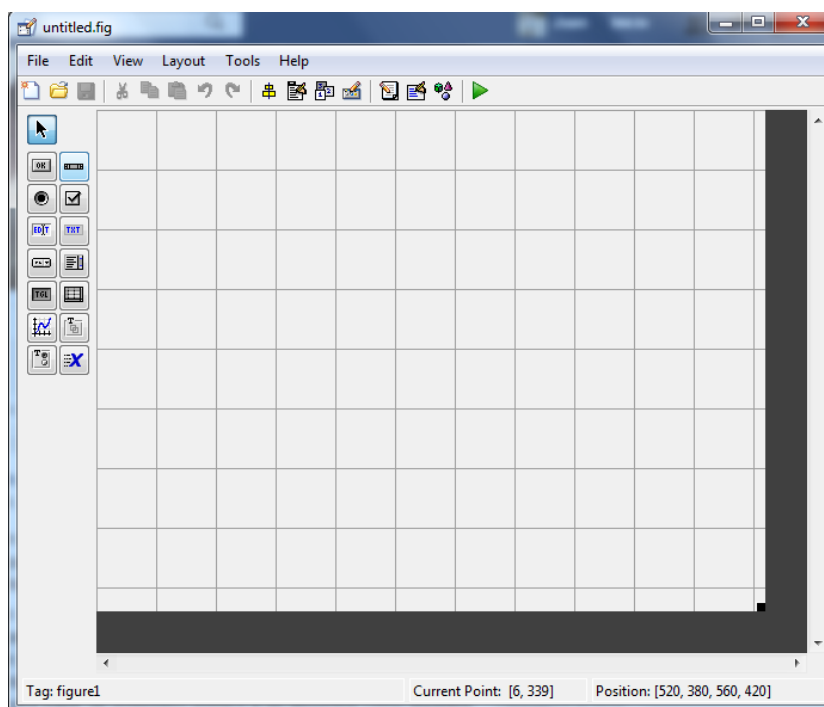 untitled.fig
File Edit View Layout Tools Help
OK
EDIT TXT
TGL
T
T X
Tag: figure1 Current Point: [6, 339] Position: [520, 380, 560, 420]